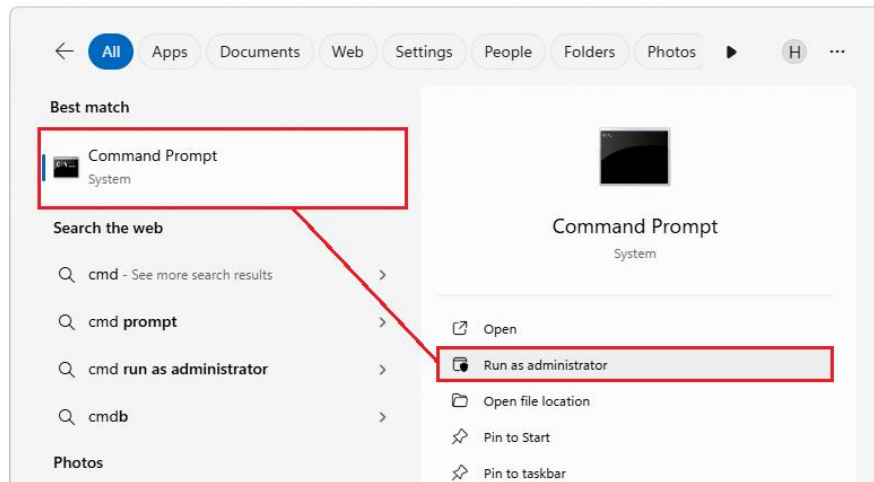 All Apps Documents Web Settings People Folders Photos H ...
Best match
Command Prompt
System
Search the web
cmd - See more search results
cmd prompt
cmd run as administrator
cmdb
Photos
Command Prompt
System
Open
Run as administrator
Open file location
Pin to Start
Pin to taskbar